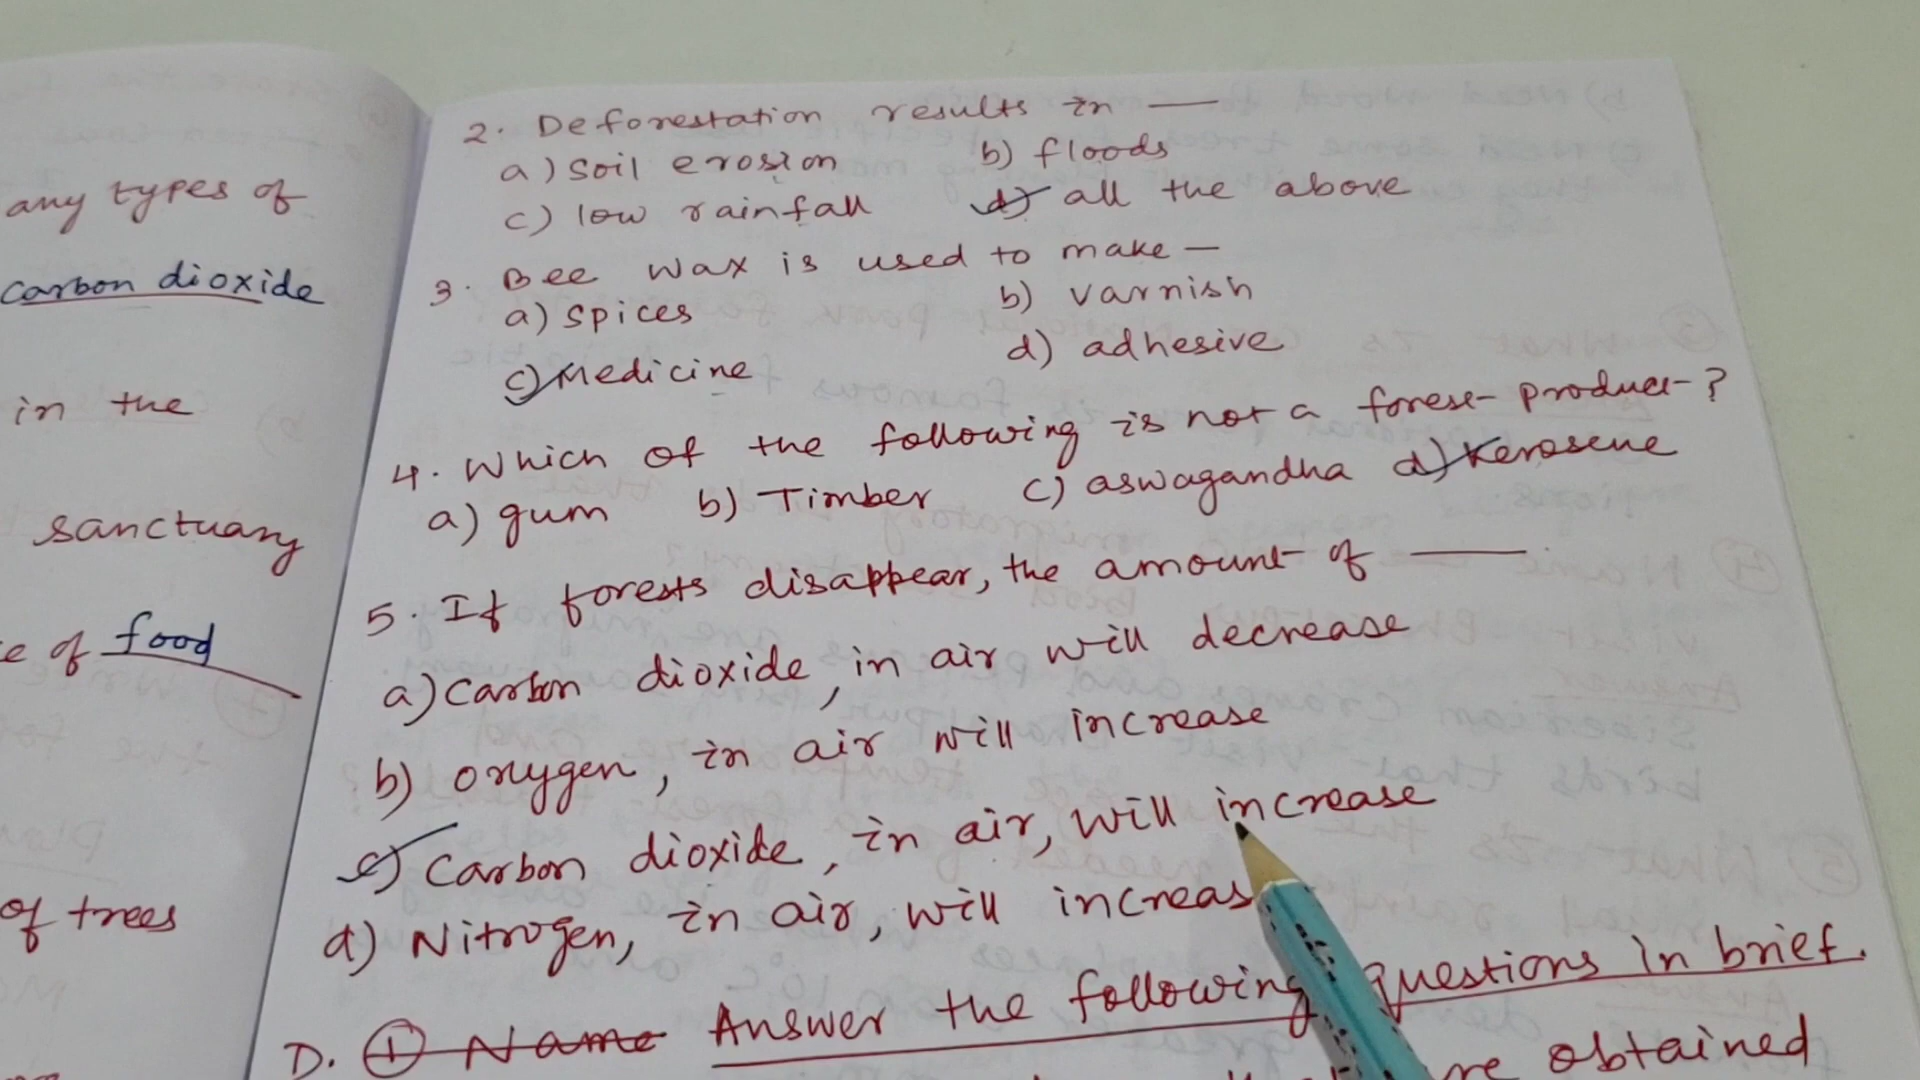 any types of
carbon dioxide
in the
sanctuary
e of food
of trees
2. Deforestation results in —
a) soil erosion b) floods
c) low rainfall d) all the above
3. Bee wax is used to make —
a) spices b) varnish
c) Medicine d) adhesive
4. Which of the following is not a forest product?
a) gum b) Timber c) aswagandha d) Kerosene
5. If forests disappear, the amount of —
a) Carbon dioxide, in air will decrease
b) oxygen, in air will increase
c) Carbon dioxide, in air, will increase
d) Nitrogen, in air, will increas
D. ① Name Answer the following questions in brief.
re obtained